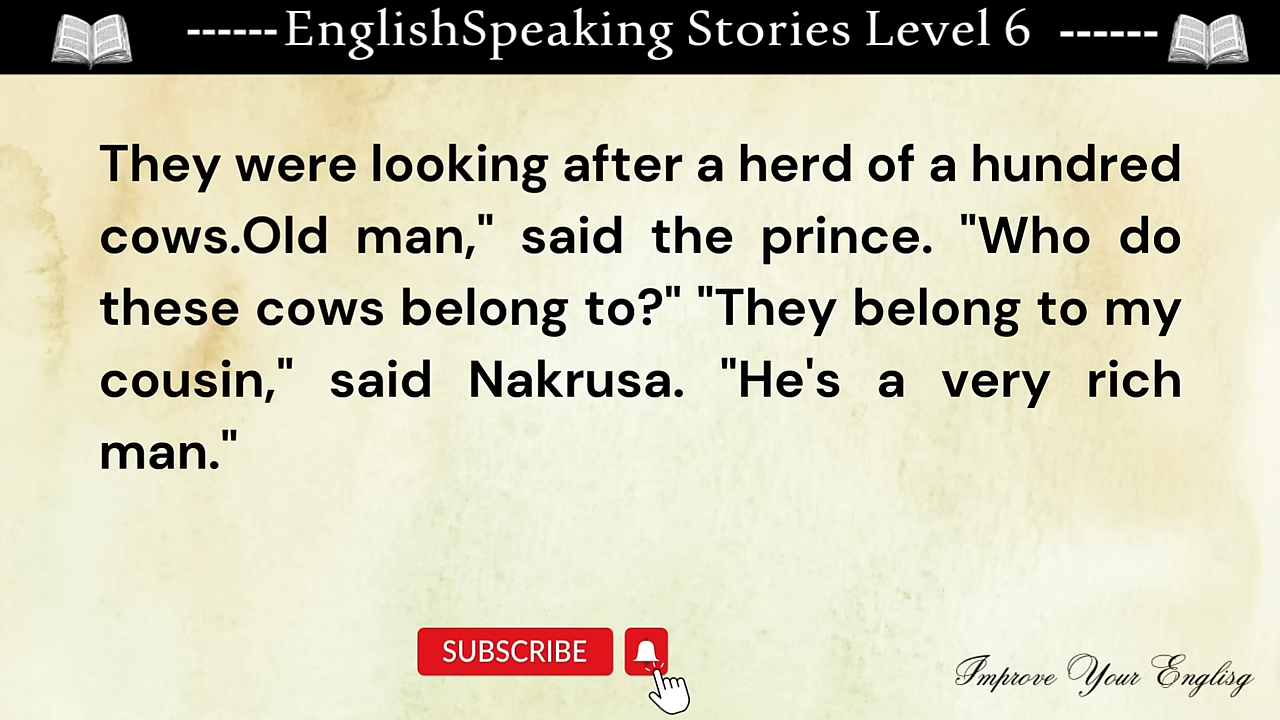 ------EnglishSpeaking Stories Level 6 ------
They were looking after a herd of a hundred
cows.Old man," said the prince. "Who do
these cows belong to?" "They belong to my
cousin," said Nakrusa. "He's a very rich
man."
SUBSCRIBE
Improve Your Englisg